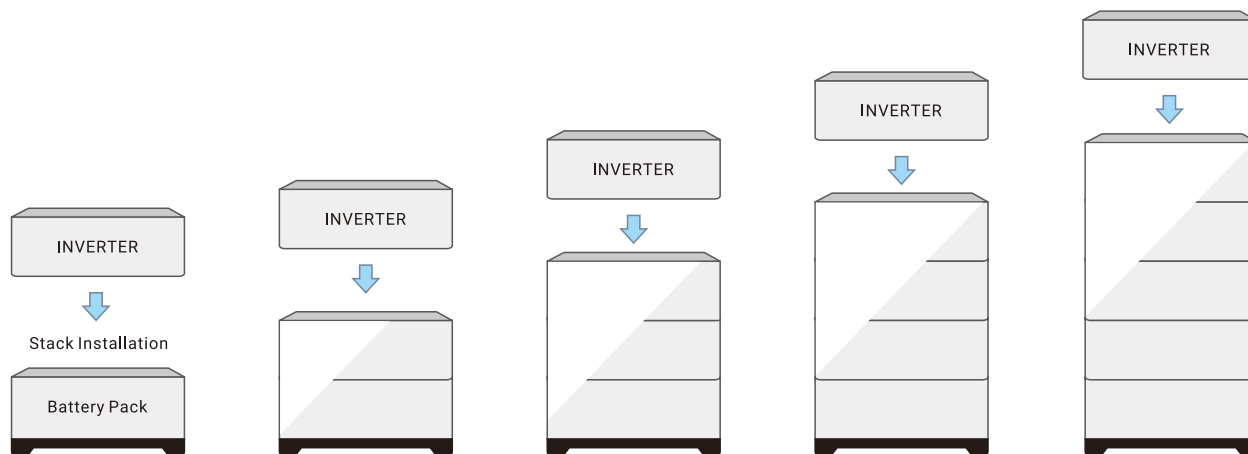 INVERTER
INVERTER
INVERTER
INVERTER
INVERTER
Stack Installation
Battery Pack